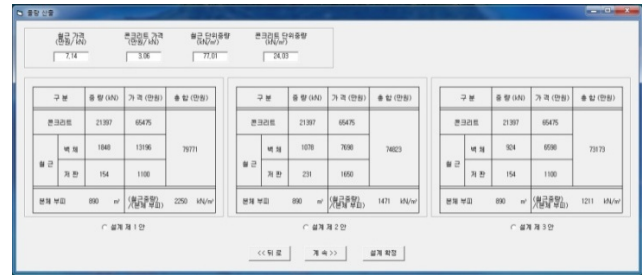 물량 산출
철근 가격 콘크리트 가격 철근 단위중량 콘크리트 단위중량
(만원/ kN) (만원/ kN) (kN/㎥) (kN/㎥)
7.14 3.06 77.01 24.03
구 분 중 량 (kN) 가 격 (만원) 총 합 (만원)
콘크리트 21397 65475 79771
철 근 벽 체 1848 13196
저 판 154 1100
본체 부피 890 ㎥ (철근중량)/(본체 부피) 2250 kN/㎥
설계 제 1 안
구 분 중 량 (kN) 가 격 (만원) 총 합 (만원)
콘크리트 21397 65475 74823
철 근 벽 체 1078 7698
저 판 231 1650
본체 부피 890 ㎥ (철근중량)/(본체 부피) 1471 kN/㎥
설계 제 2 안
구 분 중 량 (kN) 가 격 (만원) 총 합 (만원)
콘크리트 21397 65475 73173
철 근 벽 체 924 6598
저 판 154 1100
본체 부피 890 ㎥ (철근중량)/(본체 부피) 1211 kN/㎥
설계 제 3 안
<< 뒤 로 계 속 >> 설계 확정